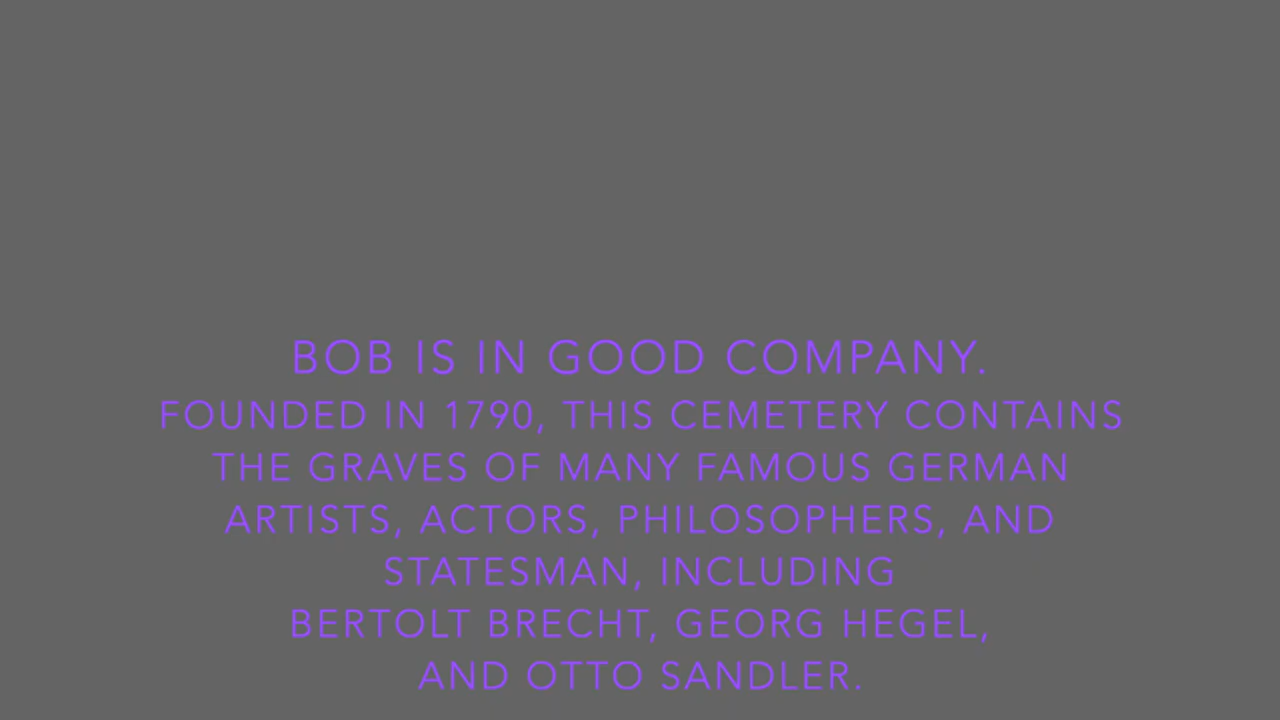 BOB IS IN GOOD COMPANY.
FOUNDED IN 1790, THIS CEMETERY CONTAINS
THE GRAVES OF MANY FAMOUS GERMAN
ARTISTS, ACTORS, PHILOSOPHERS, AND
STATESMAN, INCLUDING
BERTOLT BRECHT, GEORG HEGEL,
AND OTTO SANDLER.